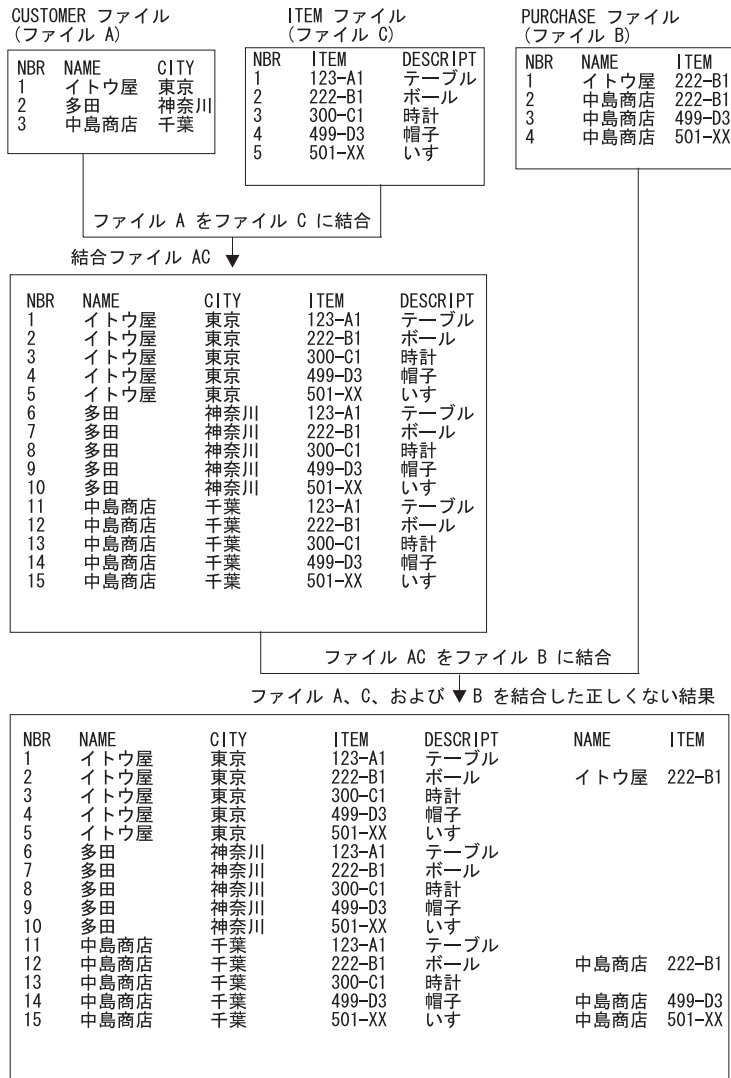 CUSTOMER ファイル
(ファイル A)
NBR NAME CITY
1 イトウ屋 東京
2 多田 神奈川
3 中島商店 千葉
ITEM ファイル
(ファイル C)
NBR ITEM DESCRIPT
1 123-A1 テーブル
2 222-B1 ボール
3 300-C1 時計
4 499-D3 帽子
5 501-XX いす
PURCHASE ファイル
(ファイル B)
NBR NAME ITEM
1 イトウ屋 222-B1
2 中島商店 222-B1
3 中島商店 499-D3
4 中島商店 501-XX
ファイル A をファイル C に結合
結合ファイル AC
NBR NAME CITY ITEM DESCRIPT
1 イトウ屋 東京 123-A1 テーブル
2 イトウ屋 東京 222-B1 ボール
3 イトウ屋 東京 300-C1 時計
4 イトウ屋 東京 499-D3 帽子
5 イトウ屋 東京 501-XX いす
6 多田 神奈川 123-A1 テーブル
7 多田 神奈川 222-B1 ボール
8 多田 神奈川 300-C1 時計
9 多田 神奈川 499-D3 帽子
10 多田 神奈川 501-XX いす
11 中島商店 千葉 123-A1 テーブル
12 中島商店 千葉 222-B1 ボール
13 中島商店 千葉 300-C1 時計
14 中島商店 千葉 499-D3 帽子
15 中島商店 千葉 501-XX いす
ファイル AC をファイル B に結合
ファイル A、C、および B を結合した正しくない結果
NBR NAME CITY ITEM DESCRIPT NAME ITEM
1 イトウ屋 東京 123-A1 テーブル
2 イトウ屋 東京 222-B1 ボール イトウ屋 222-B1
3 イトウ屋 東京 300-C1 時計
4 イトウ屋 東京 499-D3 帽子
5 イトウ屋 東京 501-XX いす
6 多田 神奈川 123-A1 テーブル
7 多田 神奈川 222-B1 ボール
8 多田 神奈川 300-C1 時計
9 多田 神奈川 499-D3 帽子
10 多田 神奈川 501-XX いす
11 中島商店 千葉 123-A1 テーブル
12 中島商店 千葉 222-B1 ボール 中島商店 222-B1
13 中島商店 千葉 300-C1 時計
14 中島商店 千葉 499-D3 帽子 中島商店 499-D3
15 中島商店 千葉 501-XX いす 中島商店 501-XX